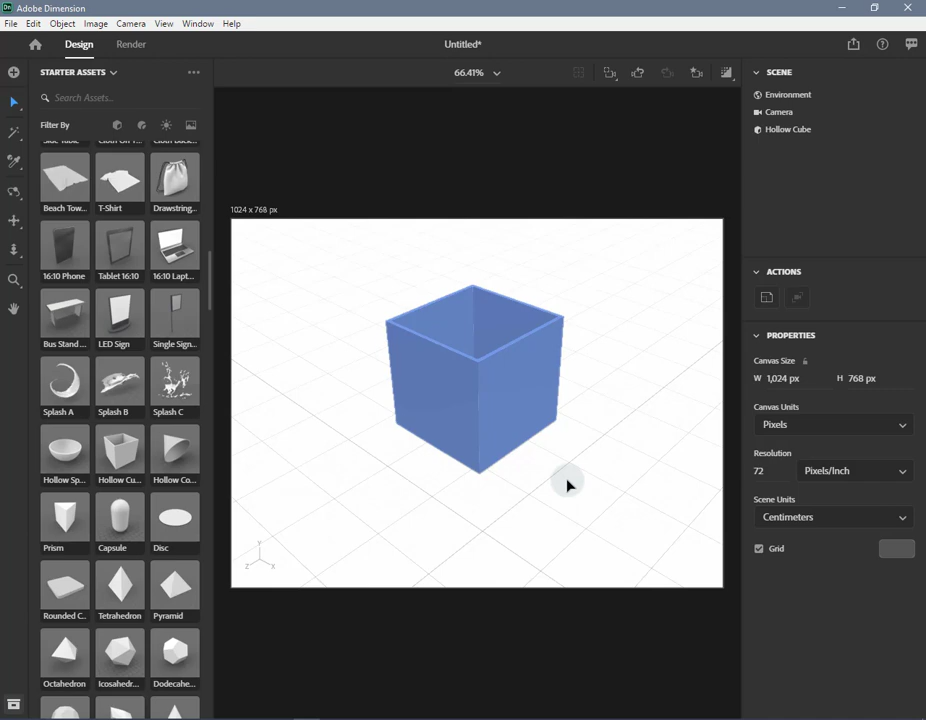 Dn Adobe Dimension
File Edit Object Image Camera View Window Help
Design Render Untitled*
STARTER ASSETS
66.41%
SCENE
Search Assets...
Environment
Camera
Hollow Cube
Filter By
Beach Tow... T-Shirt Drawstring...
1024 x 768 px
16:10 Phone Tablet 16:10 16:10 Lapt...
ACTIONS
Bus Stand ... LED Sign Single Sign...
PROPERTIES
Canvas Size
W 1,024 px H 768 px
Splash A Splash B Splash C
Canvas Units
Pixels
Resolution
72 Pixels/Inch
Hollow Sp... Hollow Cu... Hollow Co...
Scene Units
Centimeters
Prism Capsule Disc
Grid
Y
Z X
Rounded C... Tetrahedron Pyramid
Octahedron Icosahedr... Dodecahe...